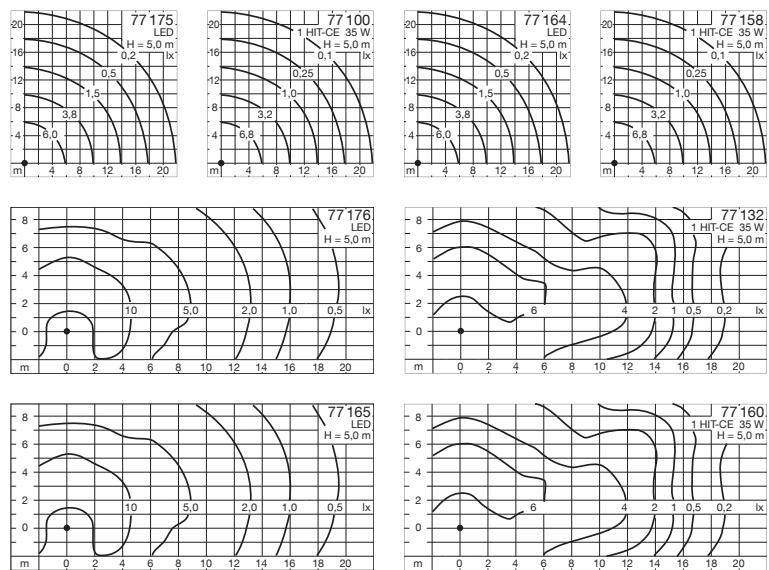 77 175
LED
H = 5,0 m
lx
0,2
0,5
1,5
3,8
6,0
16
12
8
4
m 4 8 12 16 20
77 100
1 HIT-CE 35 W
H = 5,0 m
lx
0,1
0,25
1,0
3,2
6,8
16
12
8
4
m 4 8 12 16 20
77 164
LED
H = 5,0 m
lx
0,2
0,5
1,5
3,8
6,0
16
12
8
4
m 4 8 12 16 20
77 158
1 HIT-CE 35 W
H = 5,0 m
lx
0,1
0,25
1,0
3,2
6,8
16
12
8
4
m 4 8 12 16 20
77 176
LED
H = 5,0 m
8
6
4
2
10 5,0 2,0 1,0 0,5 lx
0
m 0 2 4 6 8 10 12 14 16 18 20
77 132
1 HIT-CE 35 W
H = 5,0 m
8
6
4
2
6 4 2 1 0,5 0,2 lx
0
m 0 2 4 6 8 10 12 14 16 18 20
77 165
LED
H = 5,0 m
8
6
4
2
10 5,0 2,0 1,0 0,5 lx
0
m 0 2 4 6 8 10 12 14 16 18 20
77 160
1 HIT-CE 35 W
H = 5,0 m
8
6
4
2
6 4 2 1 0,5 0,2 lx
0
m 0 2 4 6 8 10 12 14 16 18 20